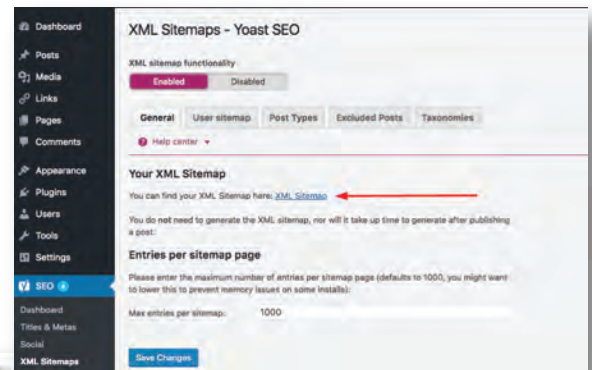 Dashboard
Posts
Media
Links
Pages
Comments
Appearance
Plugins
Users
Tools
Settings
SEO
Dashboard
Titles & Metas
Social
XML Sitemaps
XML Sitemaps - Yoast SEO
XML sitemap functionality
Enabled Disabled
General User sitemap Post Types Excluded Posts Taxonomies
Help center
Your XML Sitemap
You can find your XML Sitemap here: XML Sitemap
You do not need to generate the XML sitemap, nor will it take up time to generate after publishing
a post.
Entries per sitemap page
Please enter the maximum number of entries per sitemap page (defaults to 1000, you might want
to lower this to prevent memory issues on some installs):
Max entries per sitemap: 1000
Save Changes